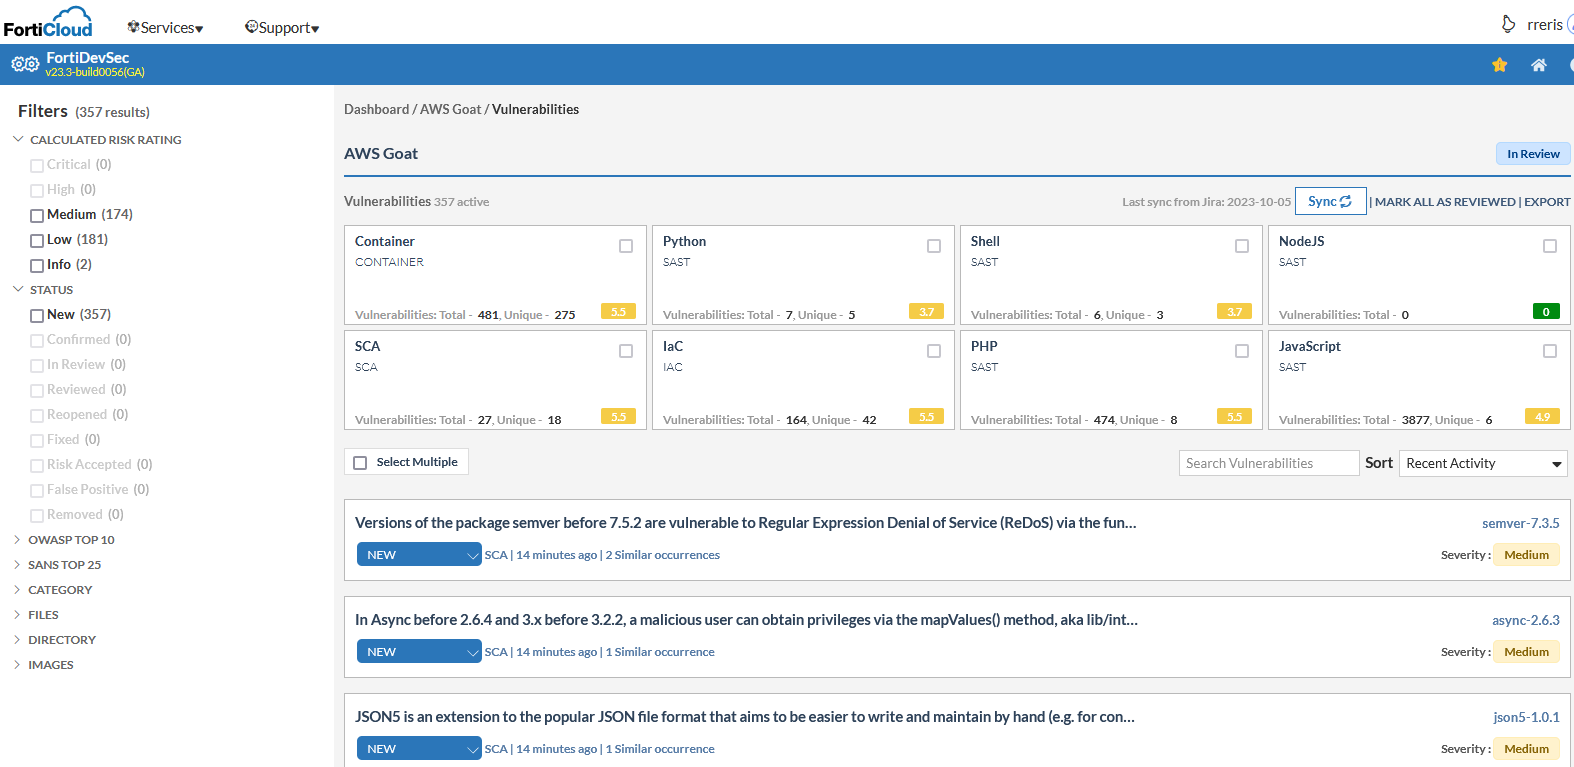 FortiCloud Services Support rreris
FortiDevSec
v23.3-build0056(GA)
Filters (357 results)
CALCULATED RISK RATING
Critical (0)
High (0)
Medium (174)
Low (181)
Info (2)
STATUS
New (357)
Confirmed (0)
In Review (0)
Reviewed (0)
Reopened (0)
Fixed (0)
Risk Accepted (0)
False Positive (0)
Removed (0)
OWASP TOP 10
SANS TOP 25
CATEGORY
FILES
DIRECTORY
IMAGES
Dashboard / AWS Goat / Vulnerabilities
AWS Goat In Review
Vulnerabilities 357 active Last sync from Jira: 2023-10-05 Sync | MARK ALL AS REVIEWED | EXPORT
Container
CONTAINER
Vulnerabilities: Total - 481, Unique - 275 5.5
Python
SAST
Vulnerabilities: Total - 7, Unique - 5 3.7
Shell
SAST
Vulnerabilities: Total - 6, Unique - 3 3.7
NodeJS
SAST
Vulnerabilities: Total - 0 0
SCA
SCA
Vulnerabilities: Total - 27, Unique - 18 5.5
IaC
IAC
Vulnerabilities: Total - 164, Unique - 42 5.5
PHP
SAST
Vulnerabilities: Total - 474, Unique - 8 5.5
JavaScript
SAST
Vulnerabilities: Total - 3877, Unique - 6 4.9
Select Multiple Search Vulnerabilities Sort Recent Activity
Versions of the package semver before 7.5.2 are vulnerable to Regular Expression Denial of Service (ReDoS) via the fun... semver-7.3.5
NEW SCA | 14 minutes ago | 2 Similar occurrences Severity : Medium
In Async before 2.6.4 and 3.x before 3.2.2, a malicious user can obtain privileges via the mapValues() method, aka lib/int... async-2.6.3
NEW SCA | 14 minutes ago | 1 Similar occurrence Severity : Medium
JSON5 is an extension to the popular JSON file format that aims to be easier to write and maintain by hand (e.g. for con... json5-1.0.1
NEW SCA | 14 minutes ago | 1 Similar occurrence Severity : Medium